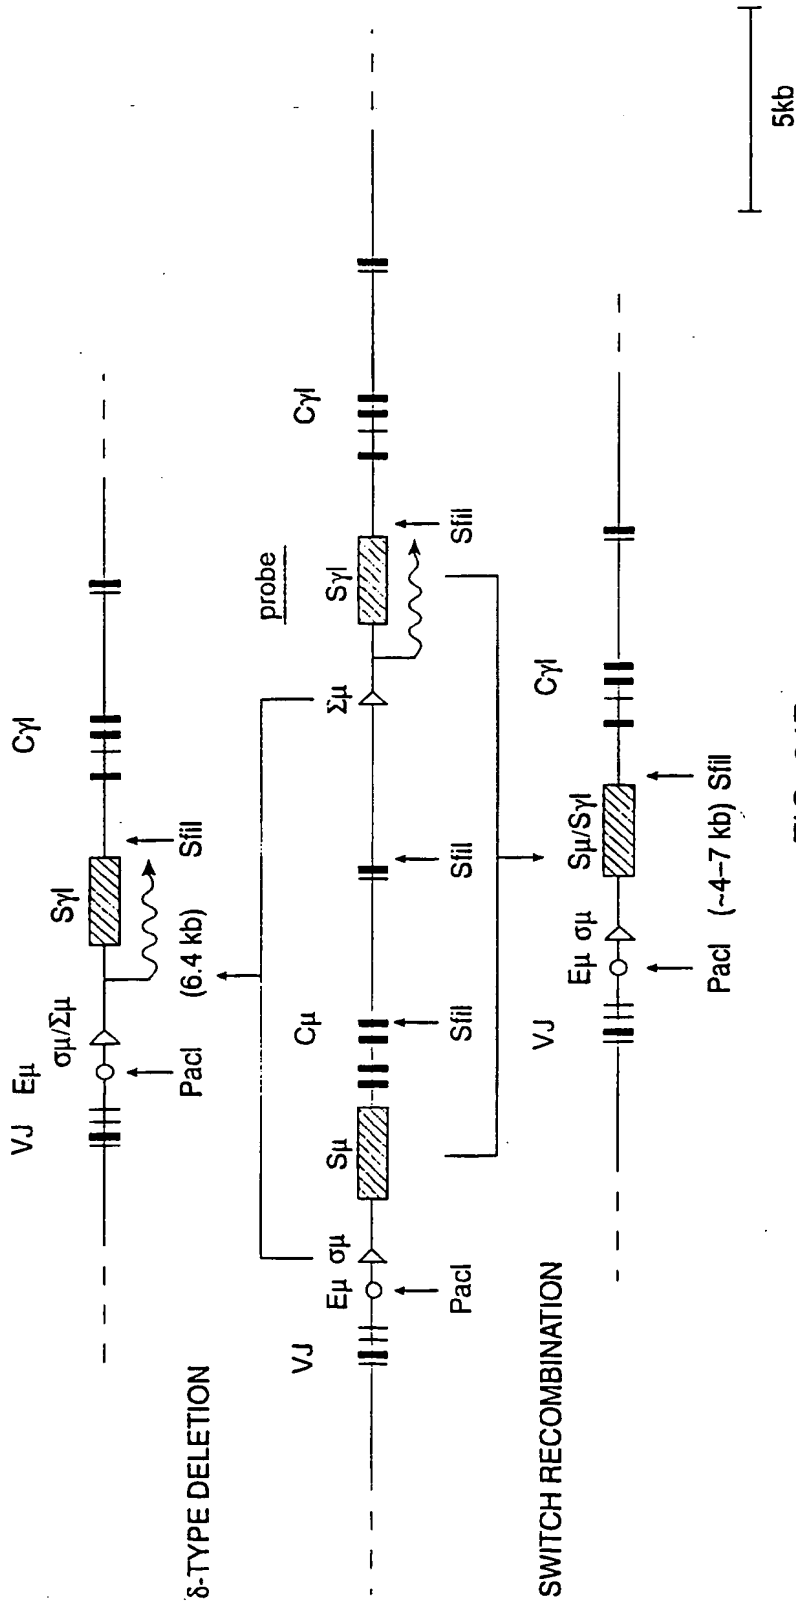 VJ
Eμ
σμ/Σμ
Sγl
Cγl
PacI
(6.4 kb)
SfiI
δ-TYPE DELETION
VJ
Eμ σμ
Sμ
Cμ
Σμ
Sγl
probe
Cγl
PacI
SfiI
SfiI
SfiI
SWITCH RECOMBINATION
VJ
Eμ σμ
Sμ/Sγl
Cγl
PacI
(~4–7 kb) SfiI
5kb